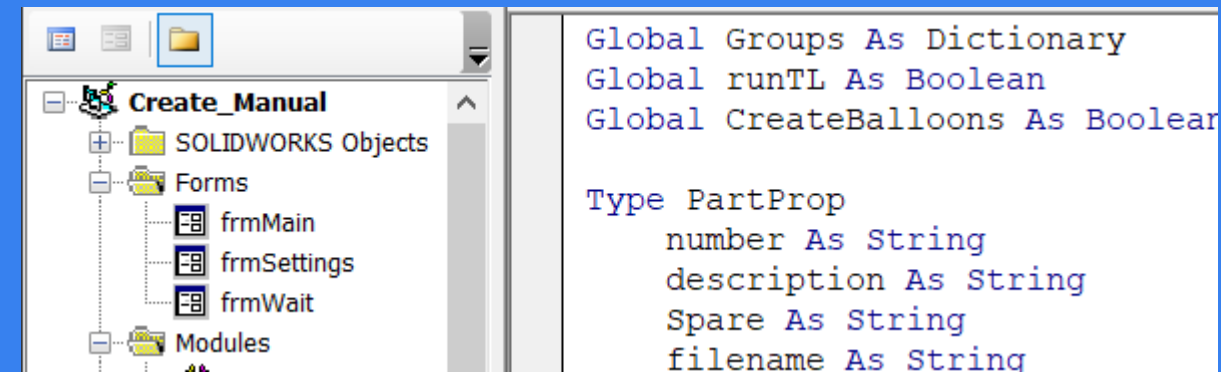 Create_Manual
SOLIDWORKS Objects
Forms
frmMain
frmSettings
frmWait
Modules
Global Groups As Dictionary
Global runTL As Boolean
Global CreateBalloons As Boolean
Type PartProp
number As String
description As String
Spare As String
filename As String